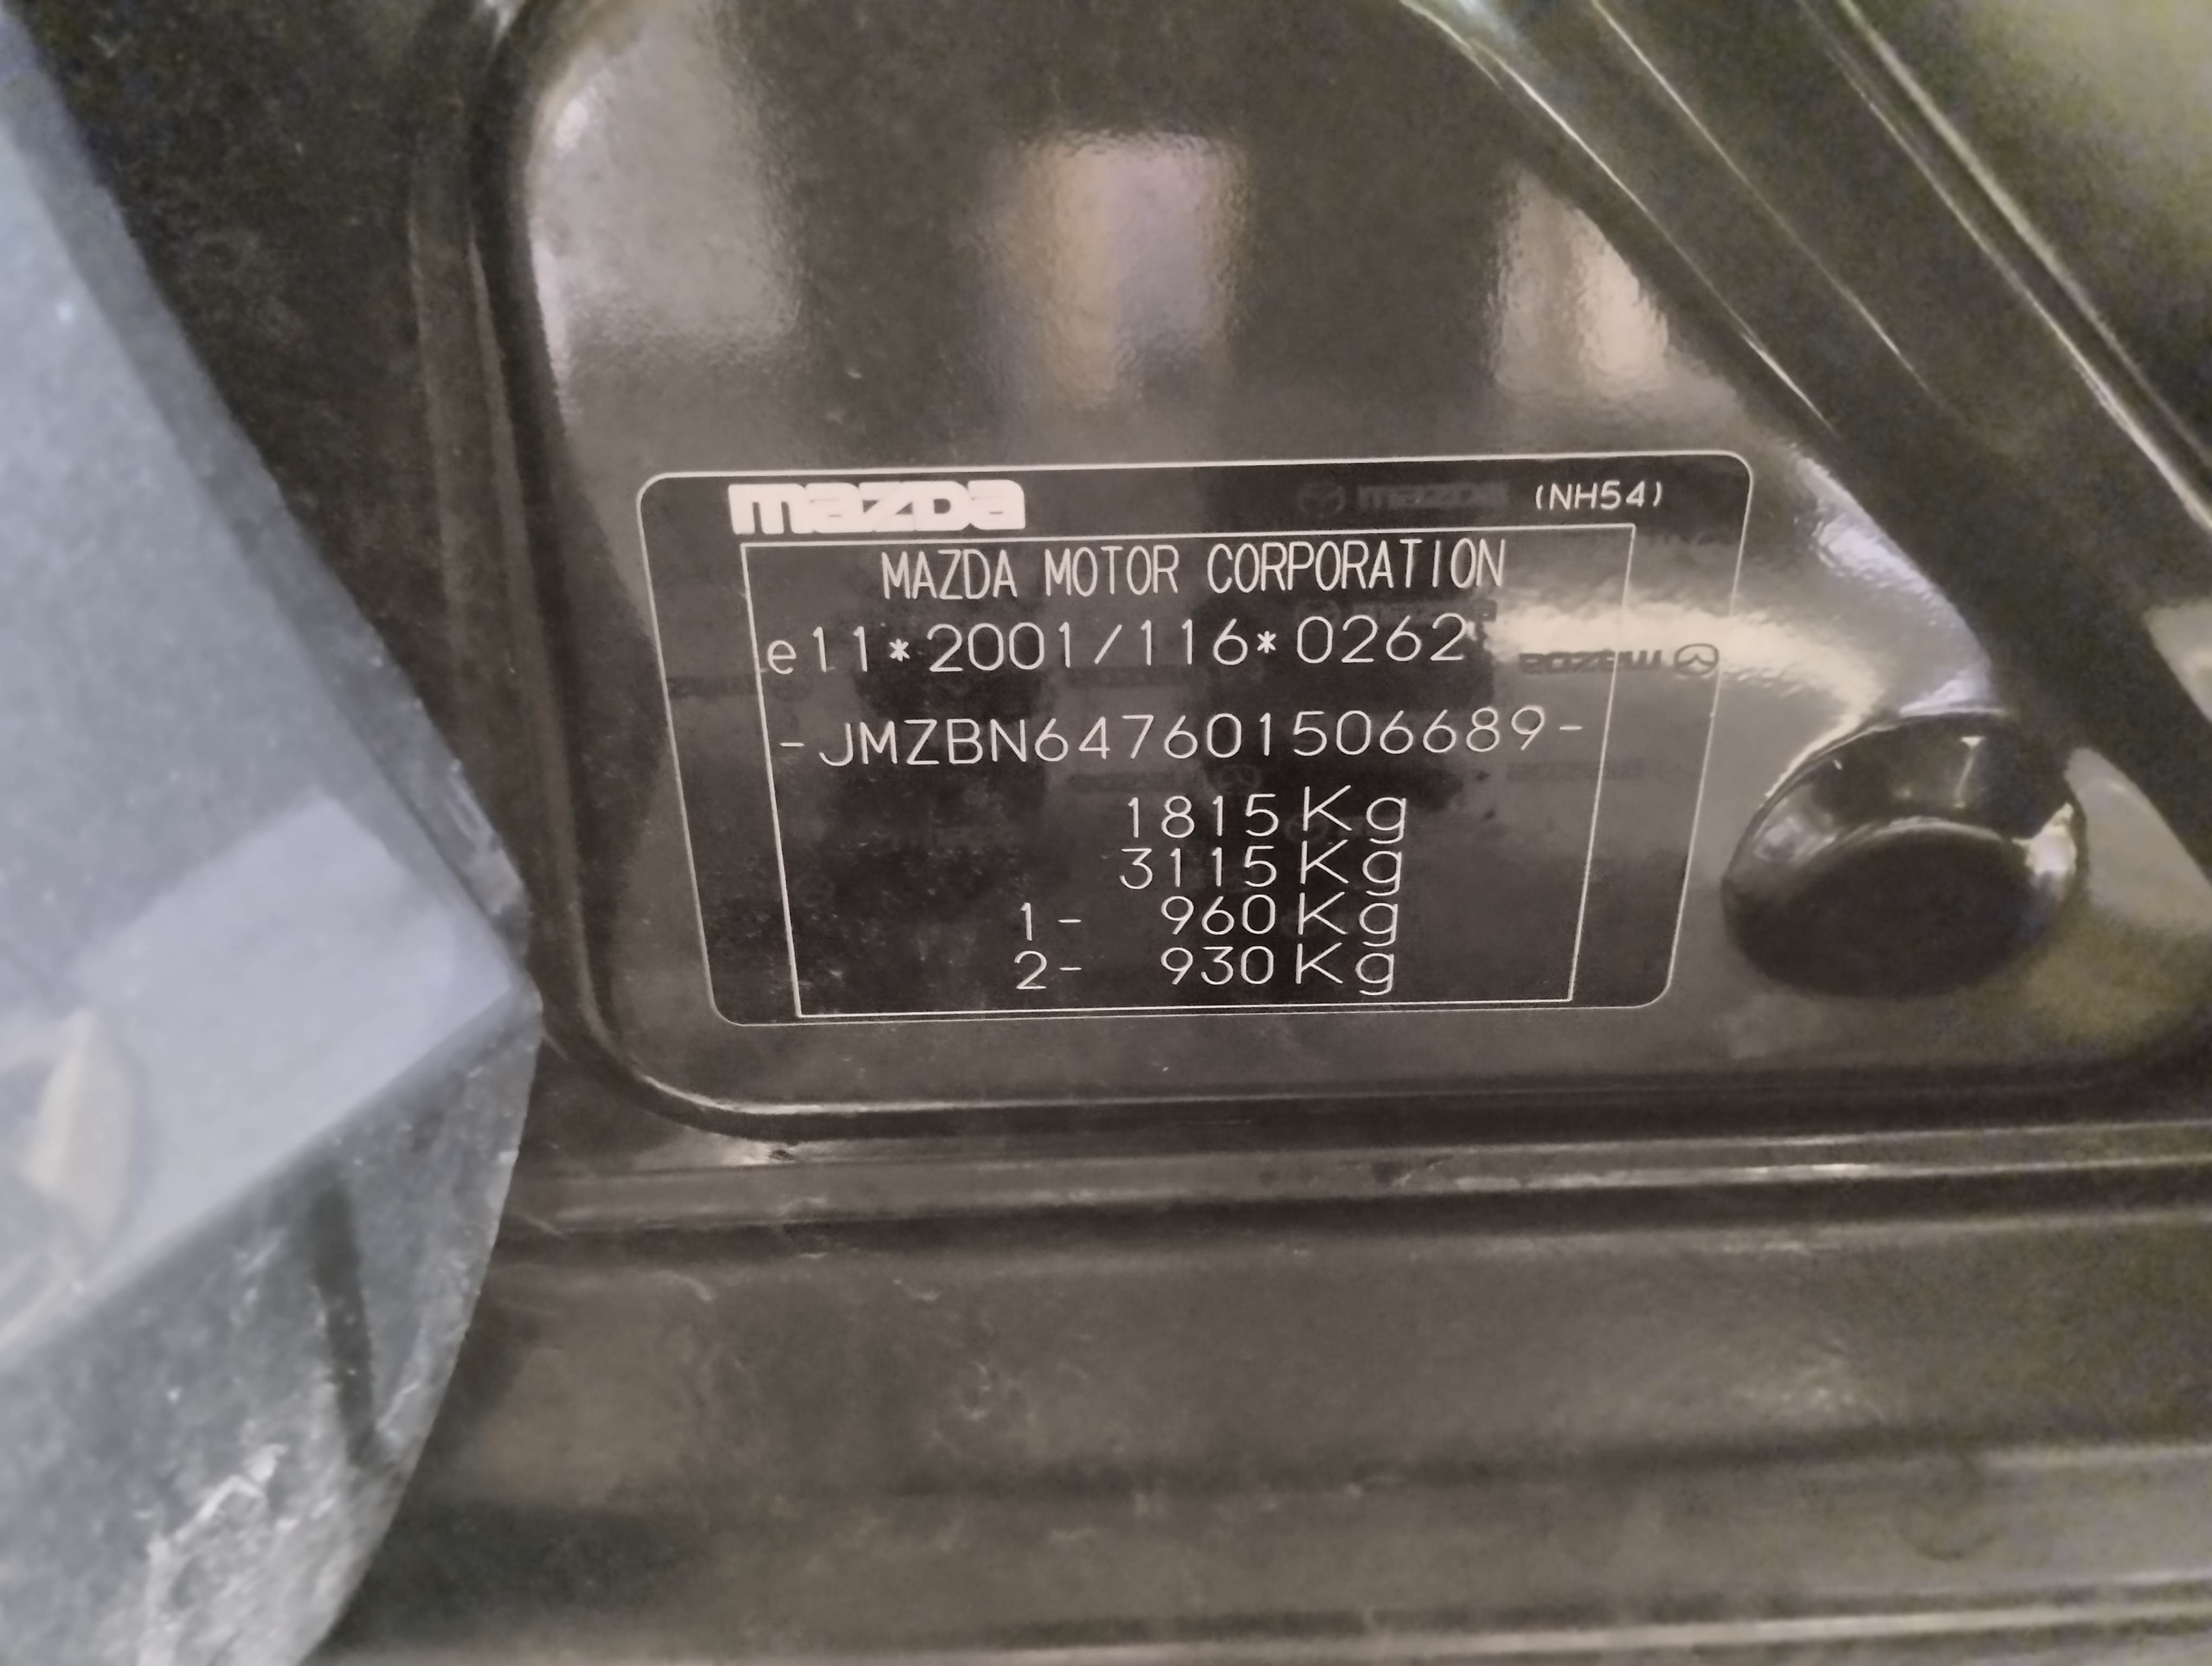 mazda (NH54)
MAZDA MOTOR CORPORATION
e11*2001/116*0262
-JMZBN647601506689-
1815Kg
3115Kg
1- 960Kg
2- 930Kg